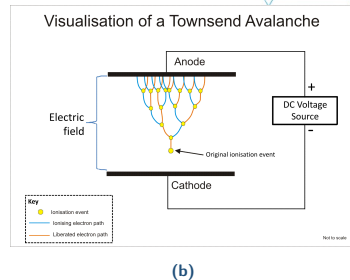 Visualisation of a Townsend Avalanche
Anode
+
DC Voltage
Source
-
Electric
field
Original ionisation event
Cathode
Key
Ionisation event
Ionising electron path
Liberated electron path
Not to scale
(b)